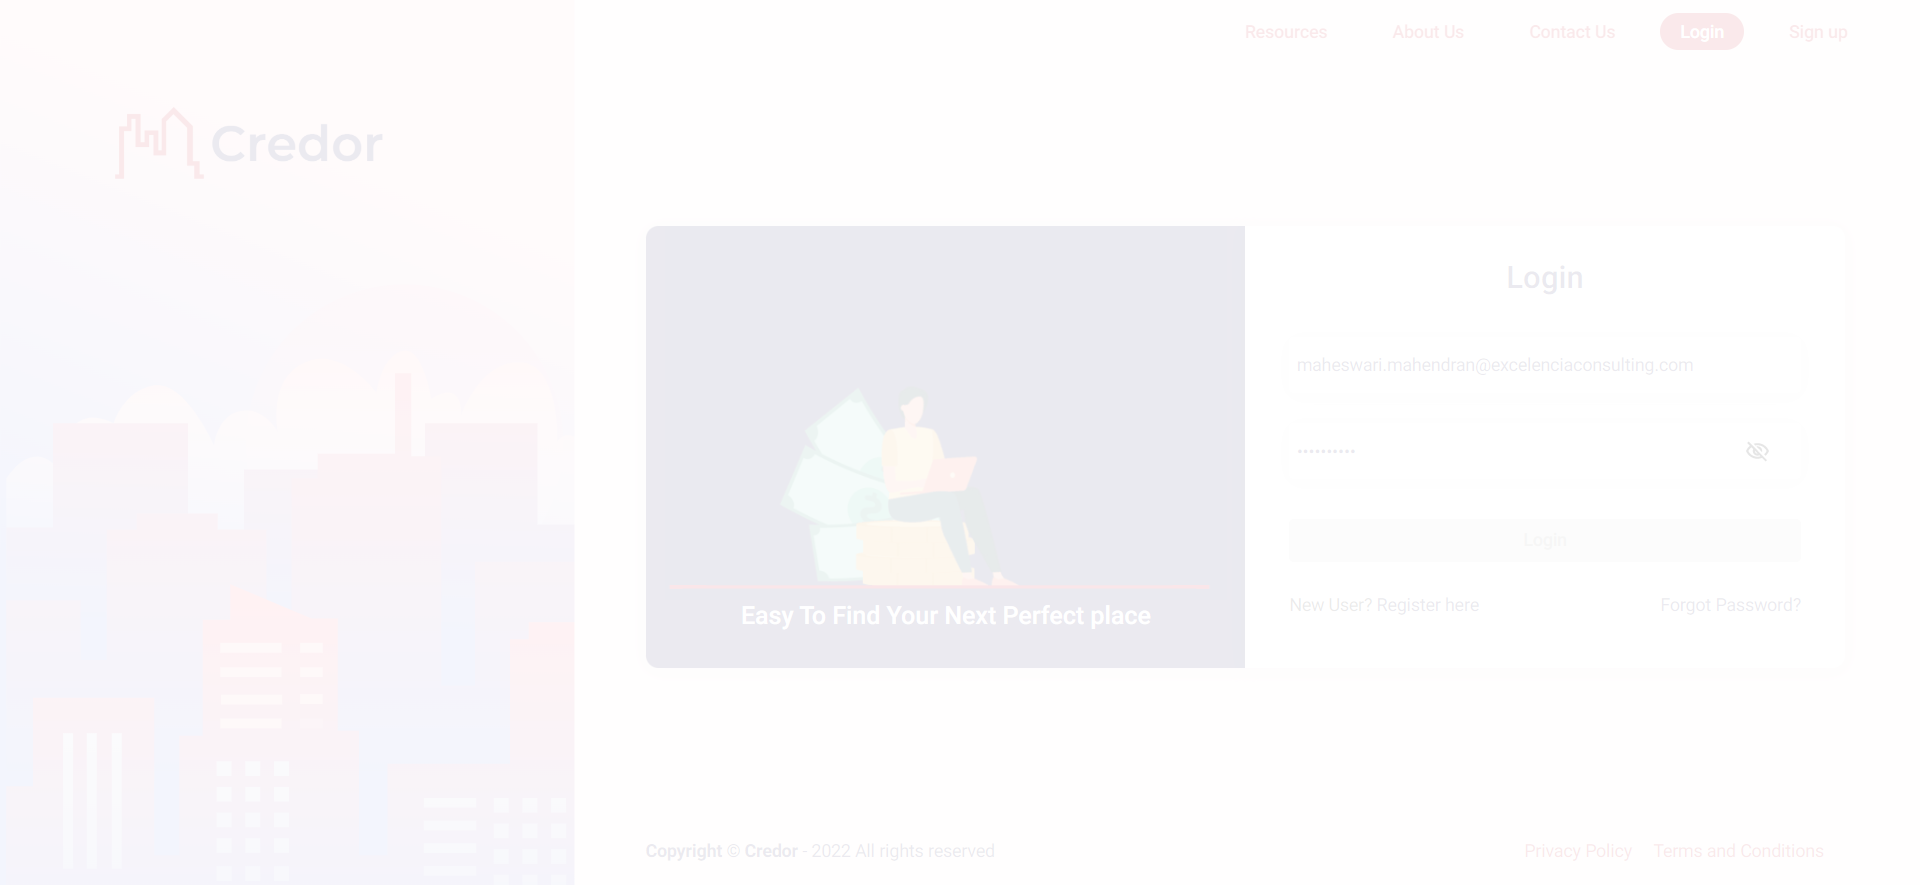 Resources About Us Contact Us Login Sign up
Credor
Login
maheswari.mahendran@excelenciaconsulting.com
••••••••••
Login
New User? Register here Forgot Password?
Easy To Find Your Next Perfect place
Copyright © Credor - 2022 All rights reserved Privacy Policy Terms and Conditions